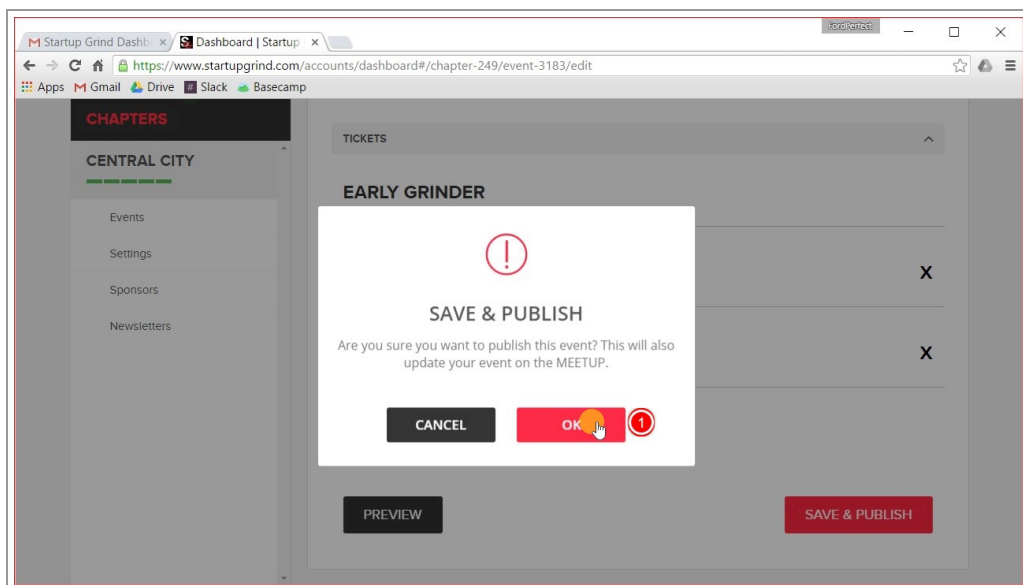 FordPerfect
Startup Grind Dashb
Dashboard | Startup
https://www.startupgrind.com/accounts/dashboard#/chapter-249/event-3183/edit
Apps Gmail Drive # Slack Basecamp
CHAPTERS
TICKETS
CENTRAL CITY
EARLY GRINDER
Events
Settings
X
Sponsors
SAVE & PUBLISH
Newsletters
Are you sure you want to publish this event? This will also
update your event on the MEETUP.
X
CANCEL
OK
1
PREVIEW
SAVE & PUBLISH